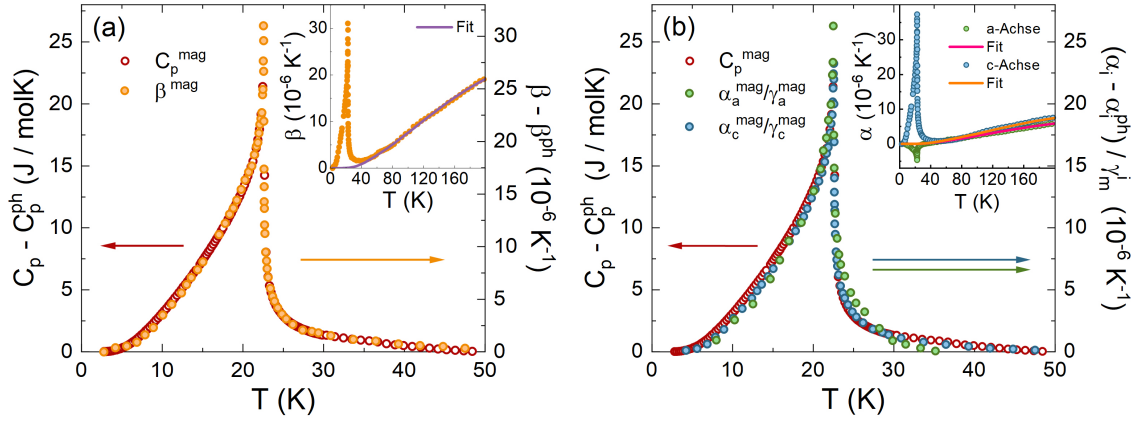 (a)
C_p^mag
β^mag
C_p - C_p^ph (J / molK)
0 5 10 15 20 25
T (K)
0 10 20 30 40 50
β - β^ph (10^-6 K^-1)
0 5 10 15 20 25 30
Fit
β (10^-6 K^-1)
0 10 20 30
T (K)
0 40 80 120 160
(b)
C_p^mag
α_a^mag/γ_a^mag
α_c^mag/γ_c^mag
C_p - C_p^ph (J / molK)
0 5 10 15 20 25
T (K)
0 10 20 30 40 50
(α_i - α_i^ph) / γ_m^i (10^-6 K^-1)
0 5 10 15 20 25
a-Achse
Fit
c-Achse
Fit
α (10^-6 K^-1)
0 10 20 30 40
T (K)
0 40 80 120 160